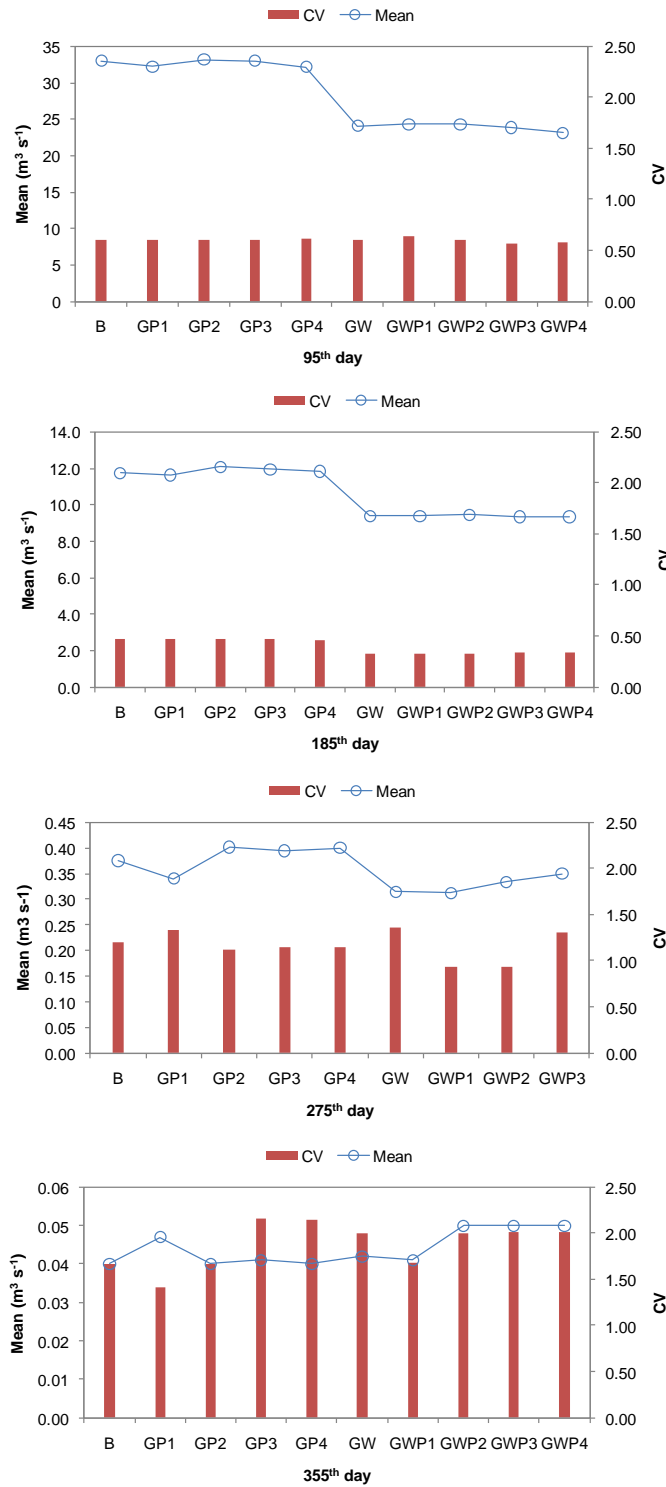 CV Mean
35
30
25
20
15
10
5
0
Mean (m³ s⁻¹)
2.50
2.00
1.50
1.00
0.50
0.00
CV
B GP1 GP2 GP3 GP4 GW GWP1 GWP2 GWP3 GWP4
95th day
CV Mean
14.0
12.0
10.0
8.0
6.0
4.0
2.0
0.0
Mean (m³ s⁻¹)
2.50
2.00
1.50
1.00
0.50
0.00
CV
B GP1 GP2 GP3 GP4 GW GWP1 GWP2 GWP3 GWP4
185th day
CV Mean
0.45
0.40
0.35
0.30
0.25
0.20
0.15
0.10
0.05
0.00
Mean (m3 s-1)
2.50
2.00
1.50
1.00
0.50
0.00
CV
B GP1 GP2 GP3 GP4 GW GWP1 GWP2 GWP3
275th day
CV Mean
0.06
0.05
0.04
0.03
0.02
0.01
0.00
Mean (m³ s⁻¹)
2.50
2.00
1.50
1.00
0.50
0.00
CV
B GP1 GP2 GP3 GP4 GW GWP1 GWP2 GWP3 GWP4
355th day